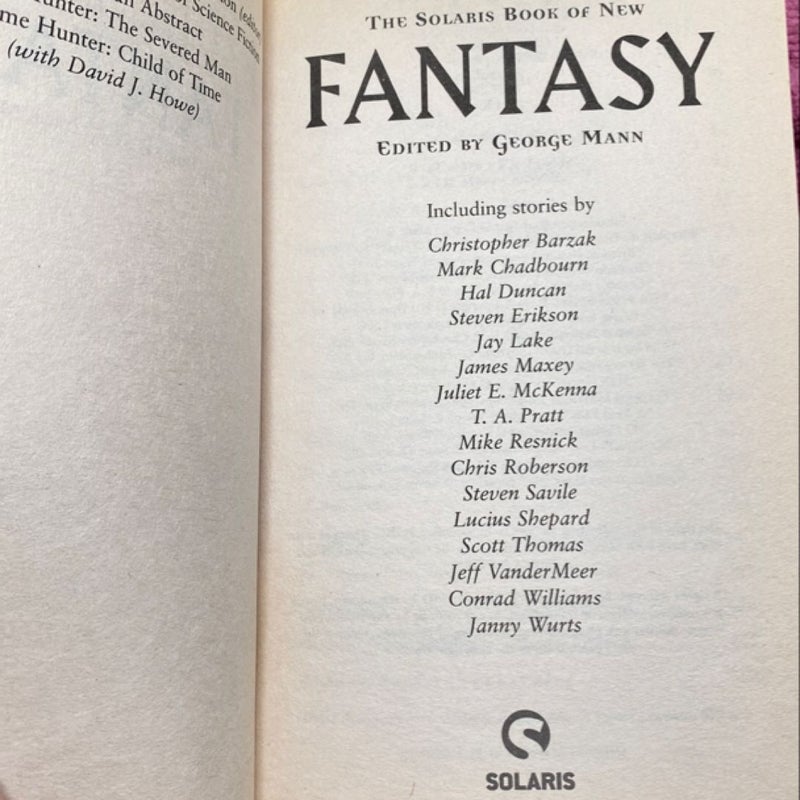 (editor
of Science Fiction
Abstract
Hunter: The Severed Man
me Hunter: Child of Time
(with David J. Howe)
The Solaris Book of New
FANTASY
Edited by George Mann
Including stories by
Christopher Barzak
Mark Chadbourn
Hal Duncan
Steven Erikson
Jay Lake
James Maxey
Juliet E. McKenna
T. A. Pratt
Mike Resnick
Chris Roberson
Steven Savile
Lucius Shepard
Scott Thomas
Jeff VanderMeer
Conrad Williams
Janny Wurts
SOLARIS